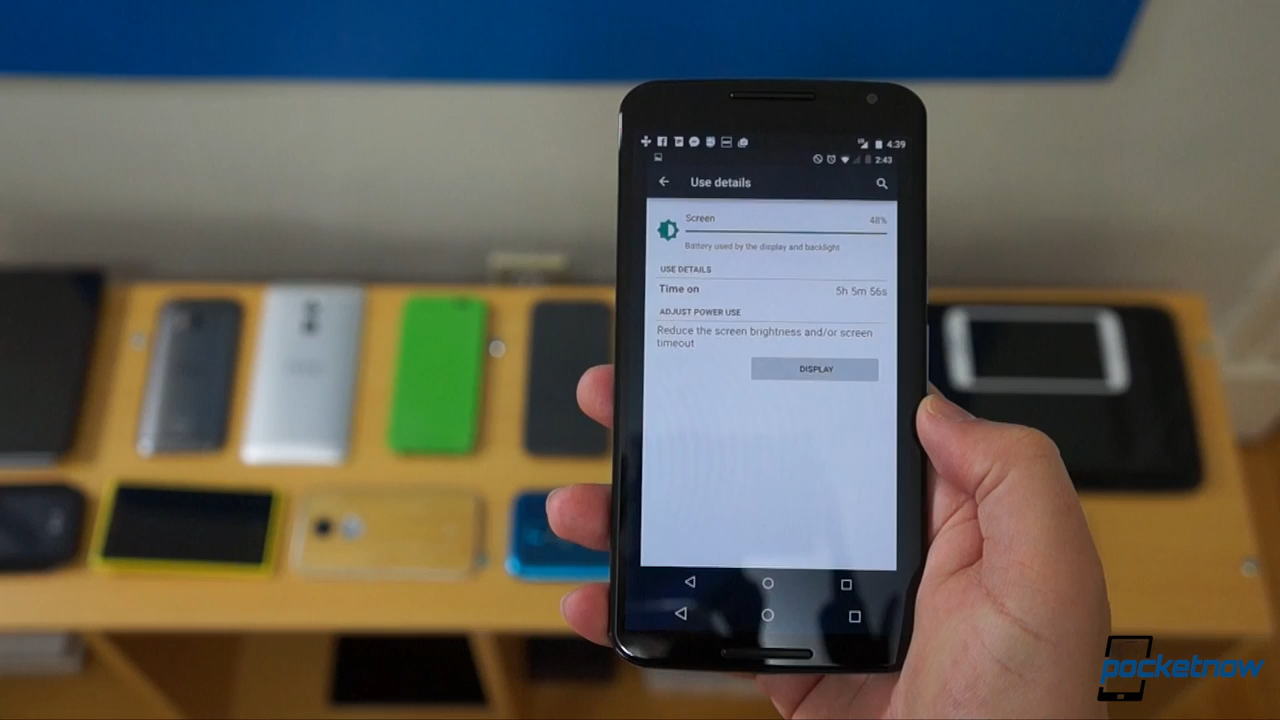 4:39
2:43
Use details
Screen 48%
Battery used by the display and backlight
USE DETAILS
Time on 5h 5m 56s
ADJUST POWER USE
Reduce the screen brightness and/or screen
timeout
DISPLAY
pocketnow